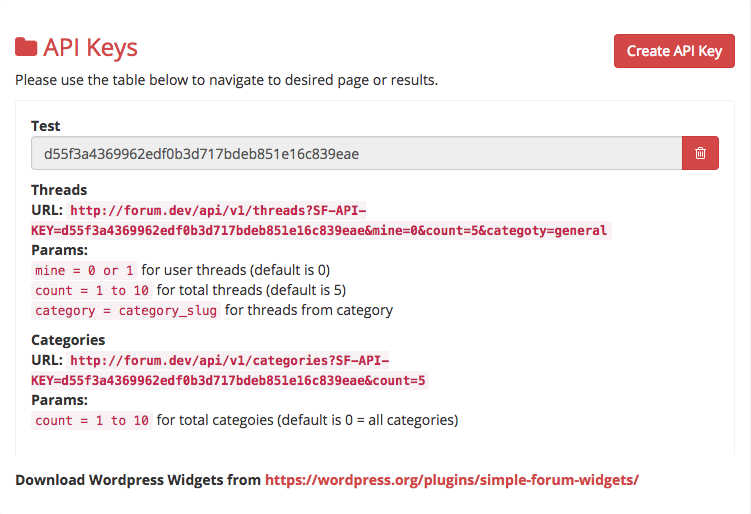 API Keys
Create API Key
Please use the table below to navigate to desired page or results.
Test
d55f3a4369962edf0b3d717bdeb851e16c839eae
Threads
URL: http://forum.dev/api/v1/threads?SF-API-
KEY=d55f3a4369962edf0b3d717bdeb851e16c839eae&mine=0&count=5&categoty=general
Params:
mine = 0 or 1 for user threads (default is 0)
count = 1 to 10 for total threads (default is 5)
category = category_slug for threads from category
Categories
URL: http://forum.dev/api/v1/categories?SF-API-
KEY=d55f3a4369962edf0b3d717bdeb851e16c839eae&count=5
Params:
count = 1 to 10 for total categoies (default is 0 = all categories)
Download Wordpress Widgets from https://wordpress.org/plugins/simple-forum-widgets/